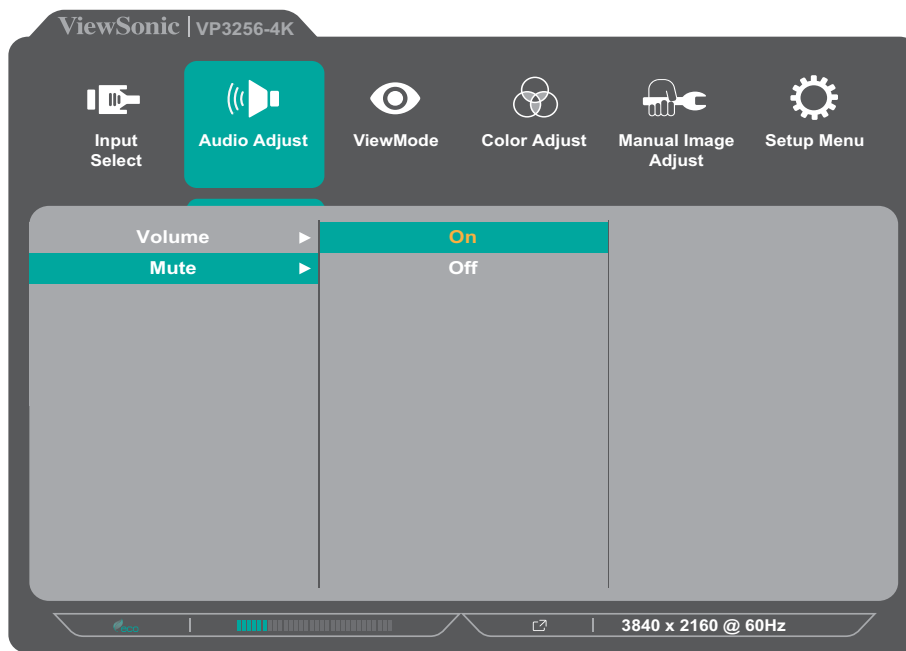 ViewSonic | VP3256-4K
Input Select
Audio Adjust
ViewMode
Color Adjust
Manual Image Adjust
Setup Menu
Volume
On
Mute
Off
eco
3840 x 2160 @ 60Hz